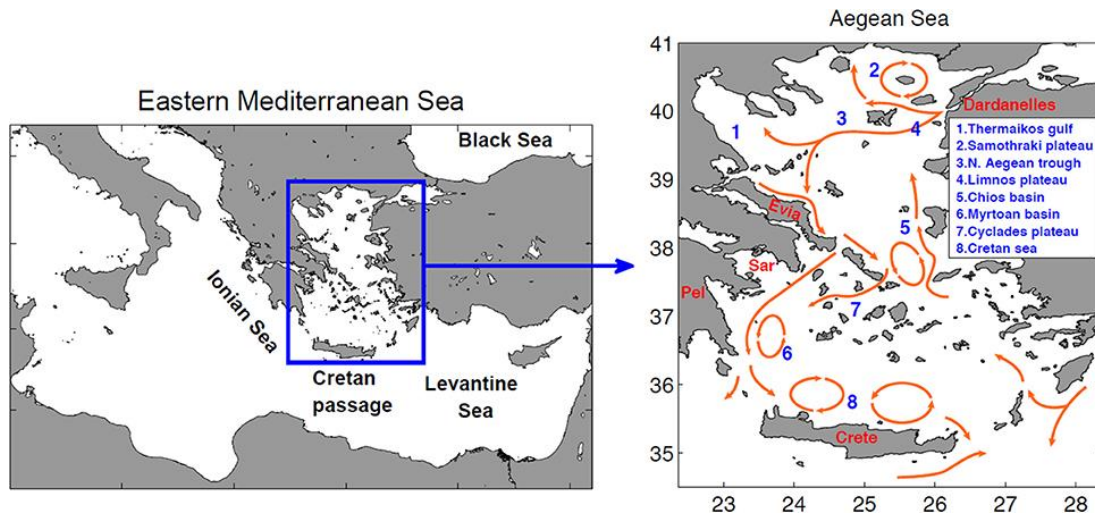 Eastern Mediterranean Sea
Black Sea
Ionian Sea
Cretan
passage
Levantine
Sea
Aegean Sea
41
40
39
38
37
36
35
23
24
25
26
27
28
Dardanelles
1.Thermaikos gulf
2.Samothraki plateau
3.N. Aegean trough
4.Limnos plateau
5.Chios basin
6.Myrtoan basin
7.Cyclades plateau
8.Cretan sea
2
3
4
1
Evia
5
Sar
Pel
7
6
8
Crete